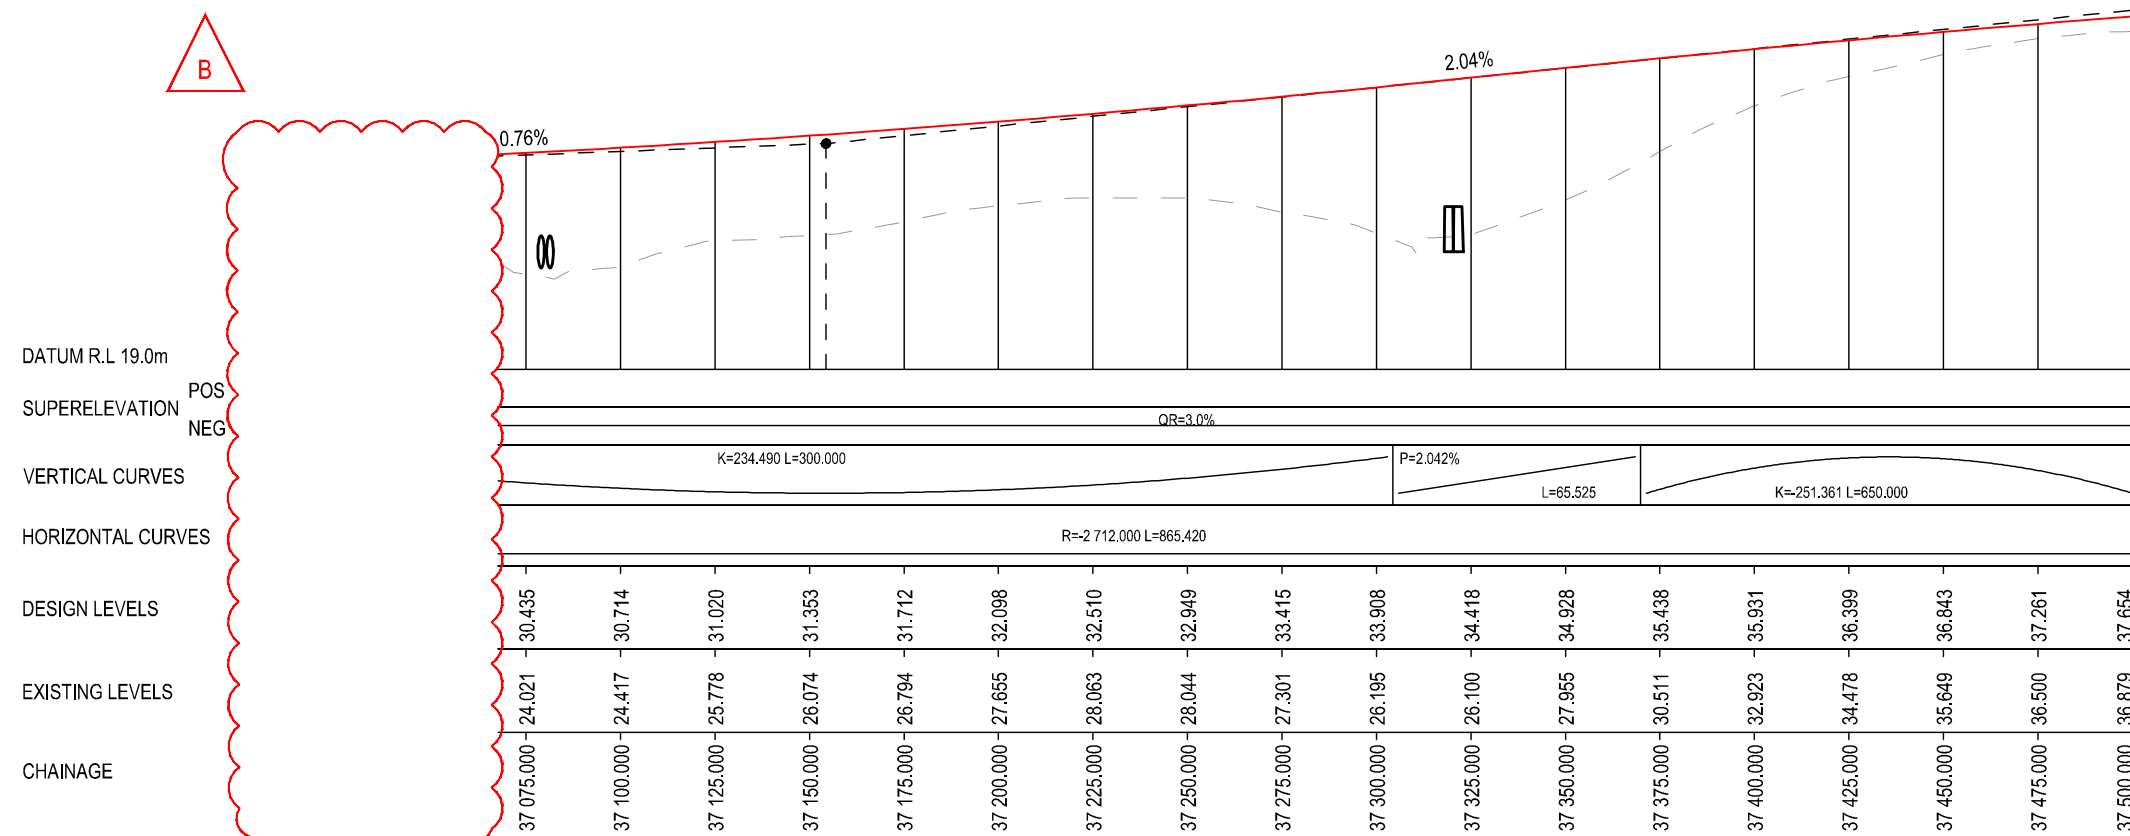 B
2.04%
0.76%
DATUM R.L 19.0m
POS
SUPERELEVATION
NEG
QR=3.0%
VERTICAL CURVES
K=234.490 L=300.000
P=2.042%
L=65.525
K=-251.361 L=650.000
HORIZONTAL CURVES
R=-2 712.000 L=865.420
DESIGN LEVELS
30.435 30.714 31.020 31.353 31.712 32.098 32.510 32.949 33.415 33.908 34.418 34.928 35.438 35.931 36.399 36.843 37.261 37.654
EXISTING LEVELS
24.021 24.417 25.778 26.074 26.794 27.655 28.063 28.044 27.301 26.195 26.100 27.955 30.511 32.923 34.478 35.649 36.500 36.879
CHAINAGE
37 075.000 37 100.000 37 125.000 37 150.000 37 175.000 37 200.000 37 225.000 37 250.000 37 275.000 37 300.000 37 325.000 37 350.000 37 375.000 37 400.000 37 425.000 37 450.000 37 475.000 37 500.000